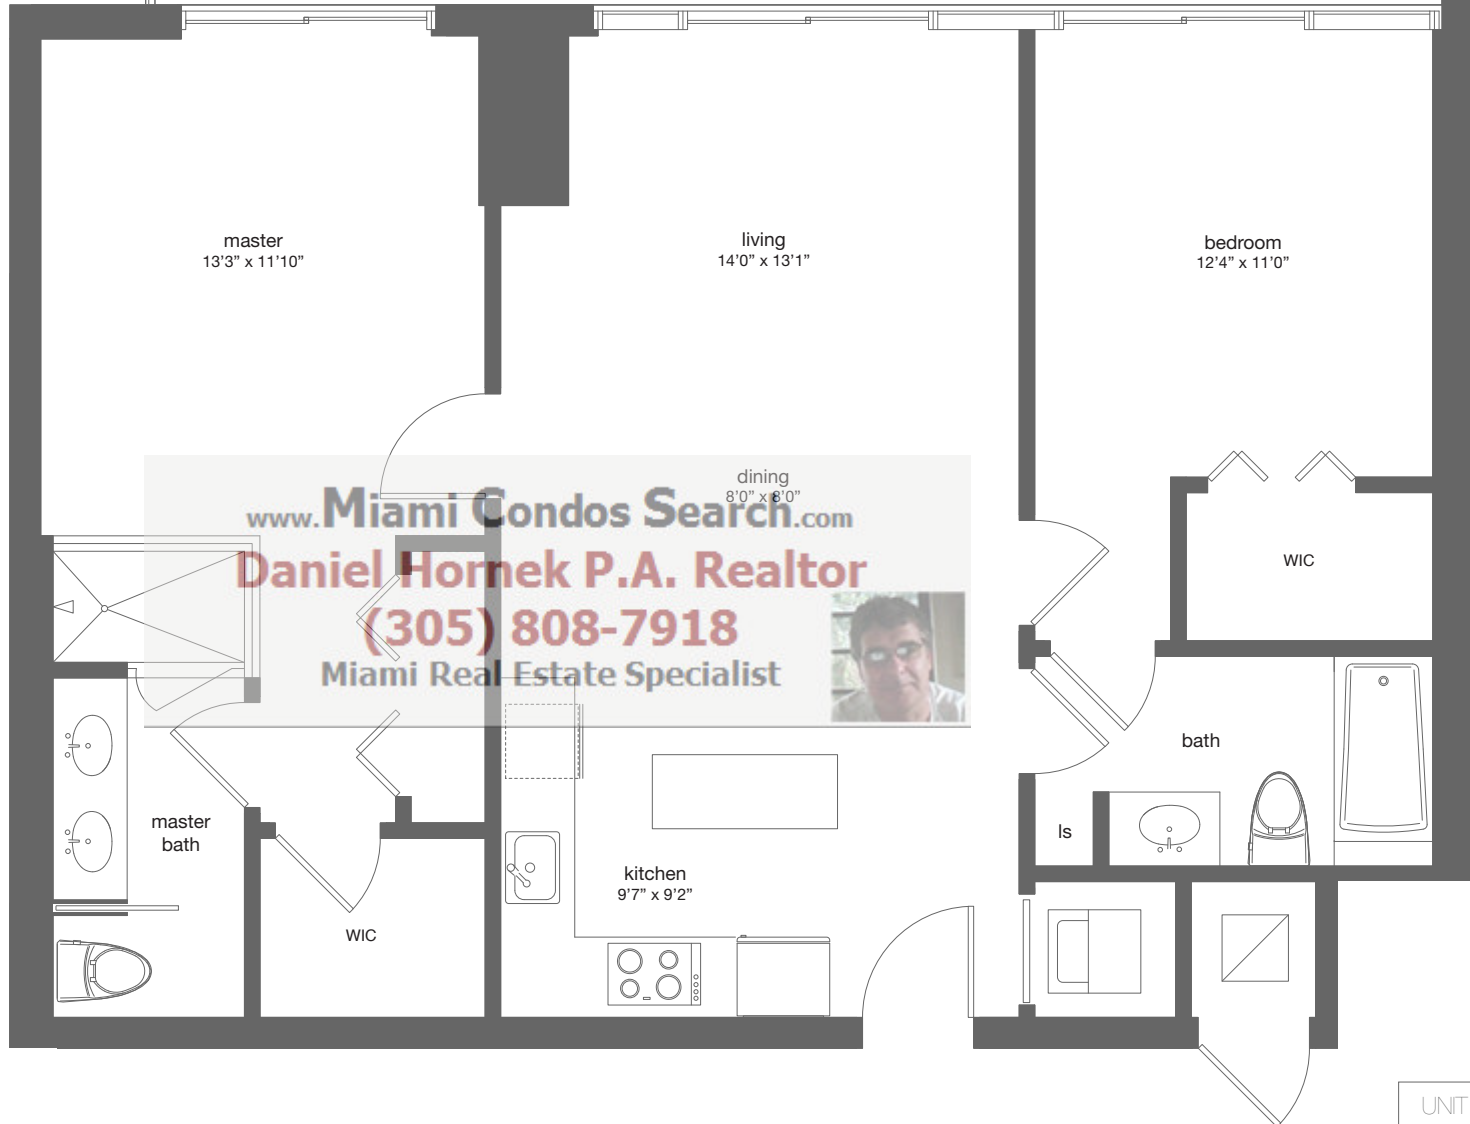 master
13'3” x 11'10”
living
14'0” x 13'1”
bedroom
12'4” x 11'0”
dining
8'0” x 8'0”
www.Miami Condos Search.com
Daniel Hornek P.A. Realtor
(305) 808-7918
Miami Real Estate Specialist
WIC
bath
master
bath
ls
kitchen
9'7” x 9'2”
WIC
UNIT